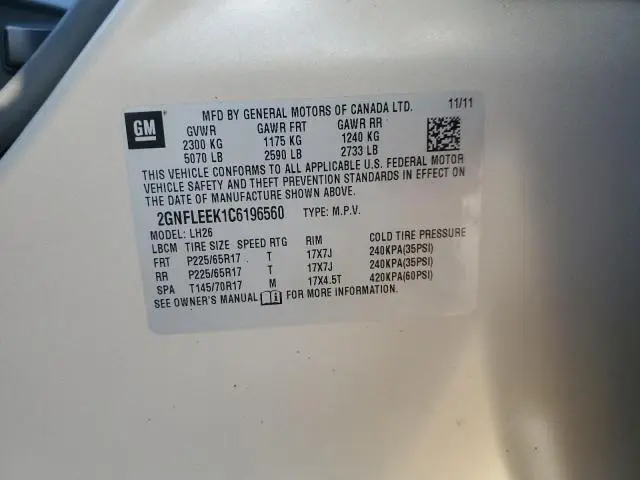 MFD BY GENERAL MOTORS OF CANADA LTD. 11/11
GM
GVWR GAWR FRT GAWR RR
2300 KG 1175 KG 1240 KG
5070 LB 2590 LB 2733 LB
THIS VEHICLE CONFORMS TO ALL APPLICABLE U.S. FEDERAL MOTOR
VEHICLE SAFETY AND THEFT PREVENTION STANDARDS IN EFFECT ON
THE DATE OF MANUFACTURE SHOWN ABOVE.
2GNFLEEK1C6196560 TYPE: M.P.V.
MODEL: LH26
LBCM TIRE SIZE SPEED RTG RIM COLD TIRE PRESSURE
FRT P225/65R17 T 17X7J 240KPA(35PSI)
RR P225/65R17 T 17X7J 240KPA(35PSI)
SPA T145/70R17 M 17X4.5T 420KPA(60PSI)
SEE OWNER'S MANUAL FOR MORE INFORMATION.